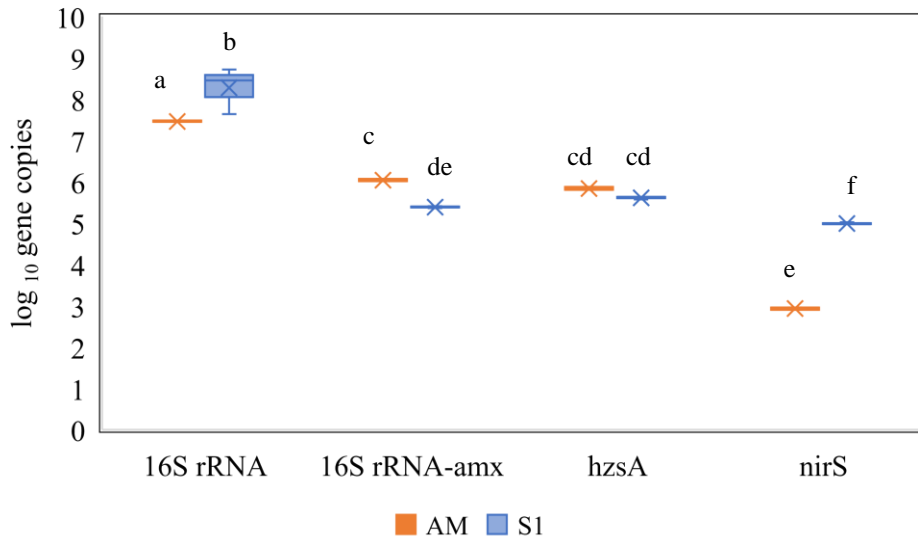 10
9
8
7
6
5
4
3
2
1
0
log 10 gene copies
a
b
c
de
cd
cd
e
f
16S rRNA
16S rRNA-amx
hzsA
nirS
AM
S1